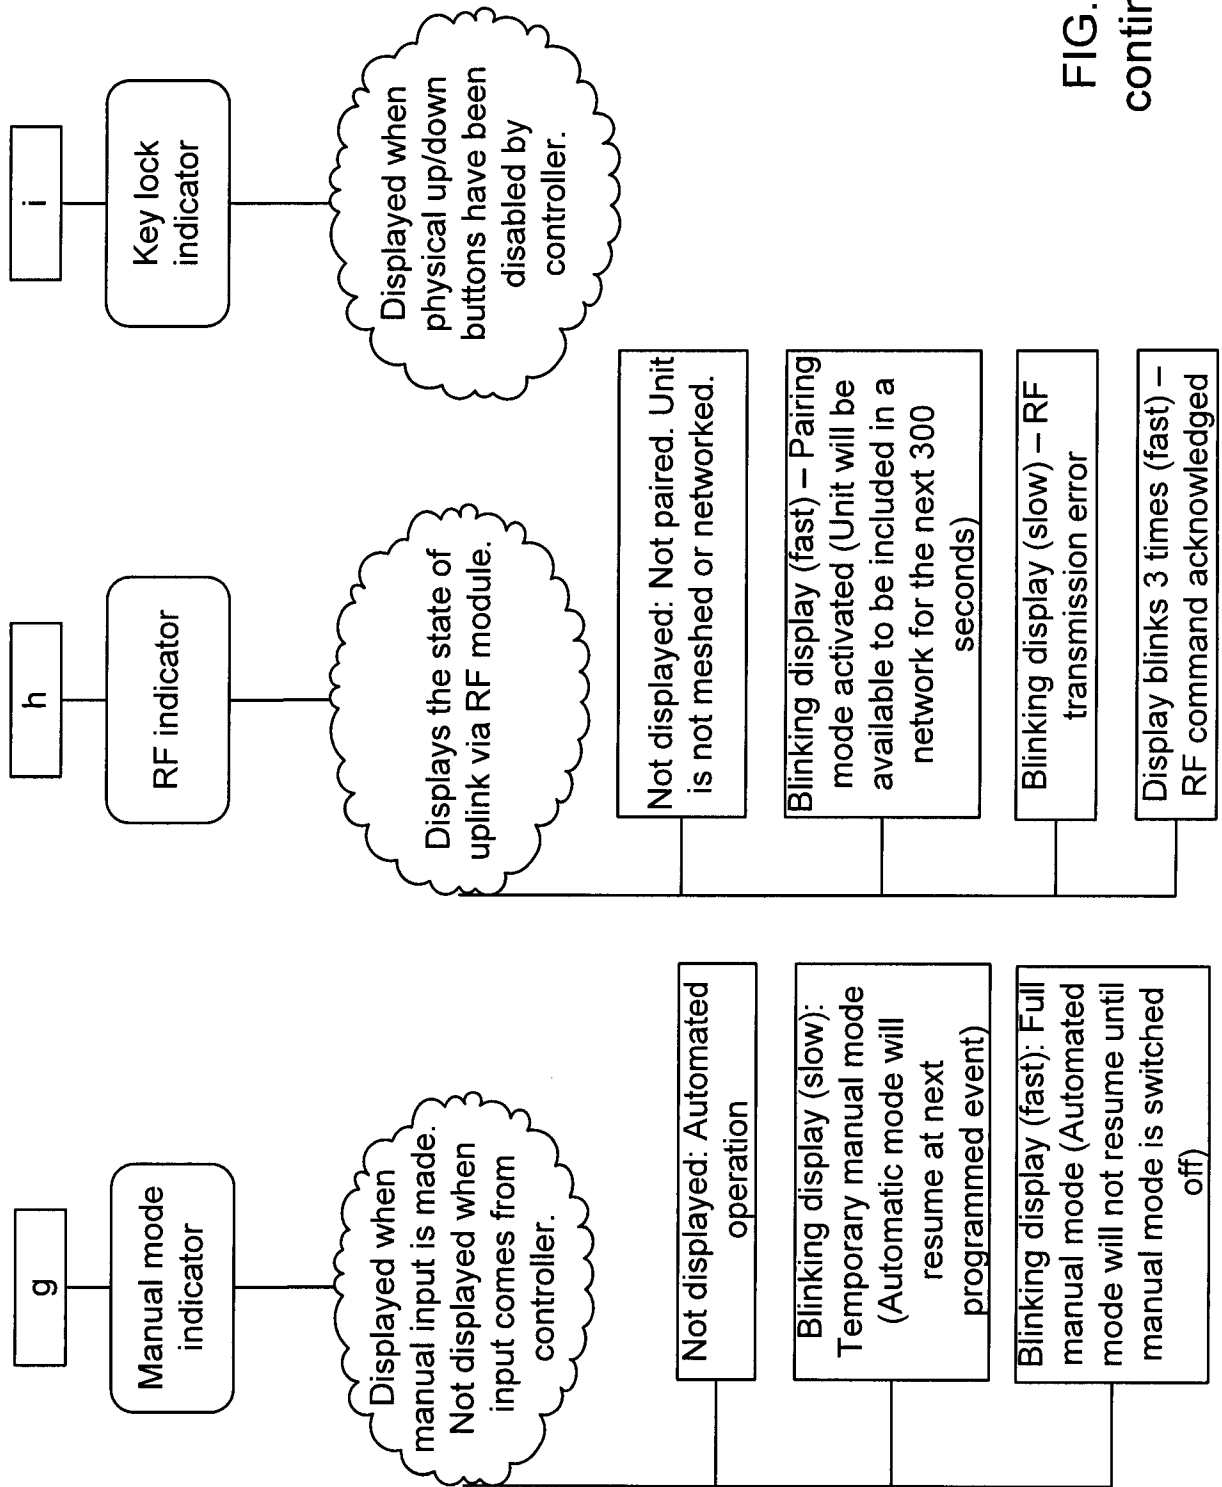 g
Manual mode
indicator
Displayed when
manual input is made.
Not displayed when
input comes from
controller.
Not displayed: Automated
operation
Blinking display (slow):
Temporary manual mode
(Automatic mode will
resume at next
programmed event)
Blinking display (fast): Full
manual mode (Automated
mode will not resume until
manual mode is switched
off)
h
RF indicator
Displays the state of
uplink via RF module.
Not displayed: Not paired. Unit
is not meshed or networked.
Blinking display (fast) – Pairing
mode activated (Unit will be
available to be included in a
network for the next 300
seconds)
Blinking display (slow) – RF
transmission error
Display blinks 3 times (fast) –
RF command acknowledged
i
Key lock
indicator
Displayed when
physical up/down
buttons have been
disabled by
controller.
FIG.